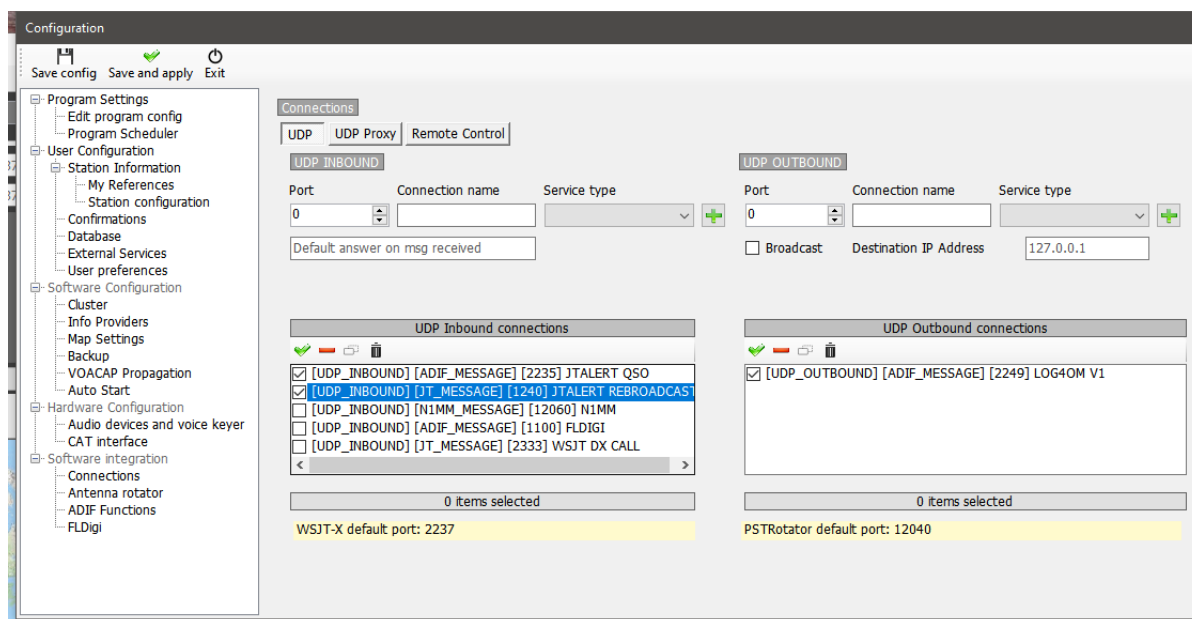 Configuration
Save config Save and apply Exit
Program Settings
Edit program config
Program Scheduler
User Configuration
Station Information
My References
Station configuration
Confirmations
Database
External Services
User preferences
Software Configuration
Cluster
Info Providers
Map Settings
Backup
VOACAP Propagation
Auto Start
Hardware Configuration
Audio devices and voice keyer
CAT interface
Software integration
Connections
Antenna rotator
ADIF Functions
FLDigi
Connections
UDP UDP Proxy Remote Control
UDP INBOUND
Port Connection name Service type
0
Default answer on msg received
UDP Inbound connections
[UDP_INBOUND] [ADIF_MESSAGE] [2235] JTALERT QSO
[UDP_INBOUND] [JT_MESSAGE] [1240] JTALERT REBROADCAST
[UDP_INBOUND] [N1MM_MESSAGE] [12060] N1MM
[UDP_INBOUND] [ADIF_MESSAGE] [1100] FLDIGI
[UDP_INBOUND] [JT_MESSAGE] [2333] WSJT DX CALL
0 items selected
WSJT-X default port: 2237
UDP OUTBOUND
Port Connection name Service type
0
Broadcast Destination IP Address 127.0.0.1
UDP Outbound connections
[UDP_OUTBOUND] [ADIF_MESSAGE] [2249] LOG4OM V1
0 items selected
PSTRotator default port: 12040